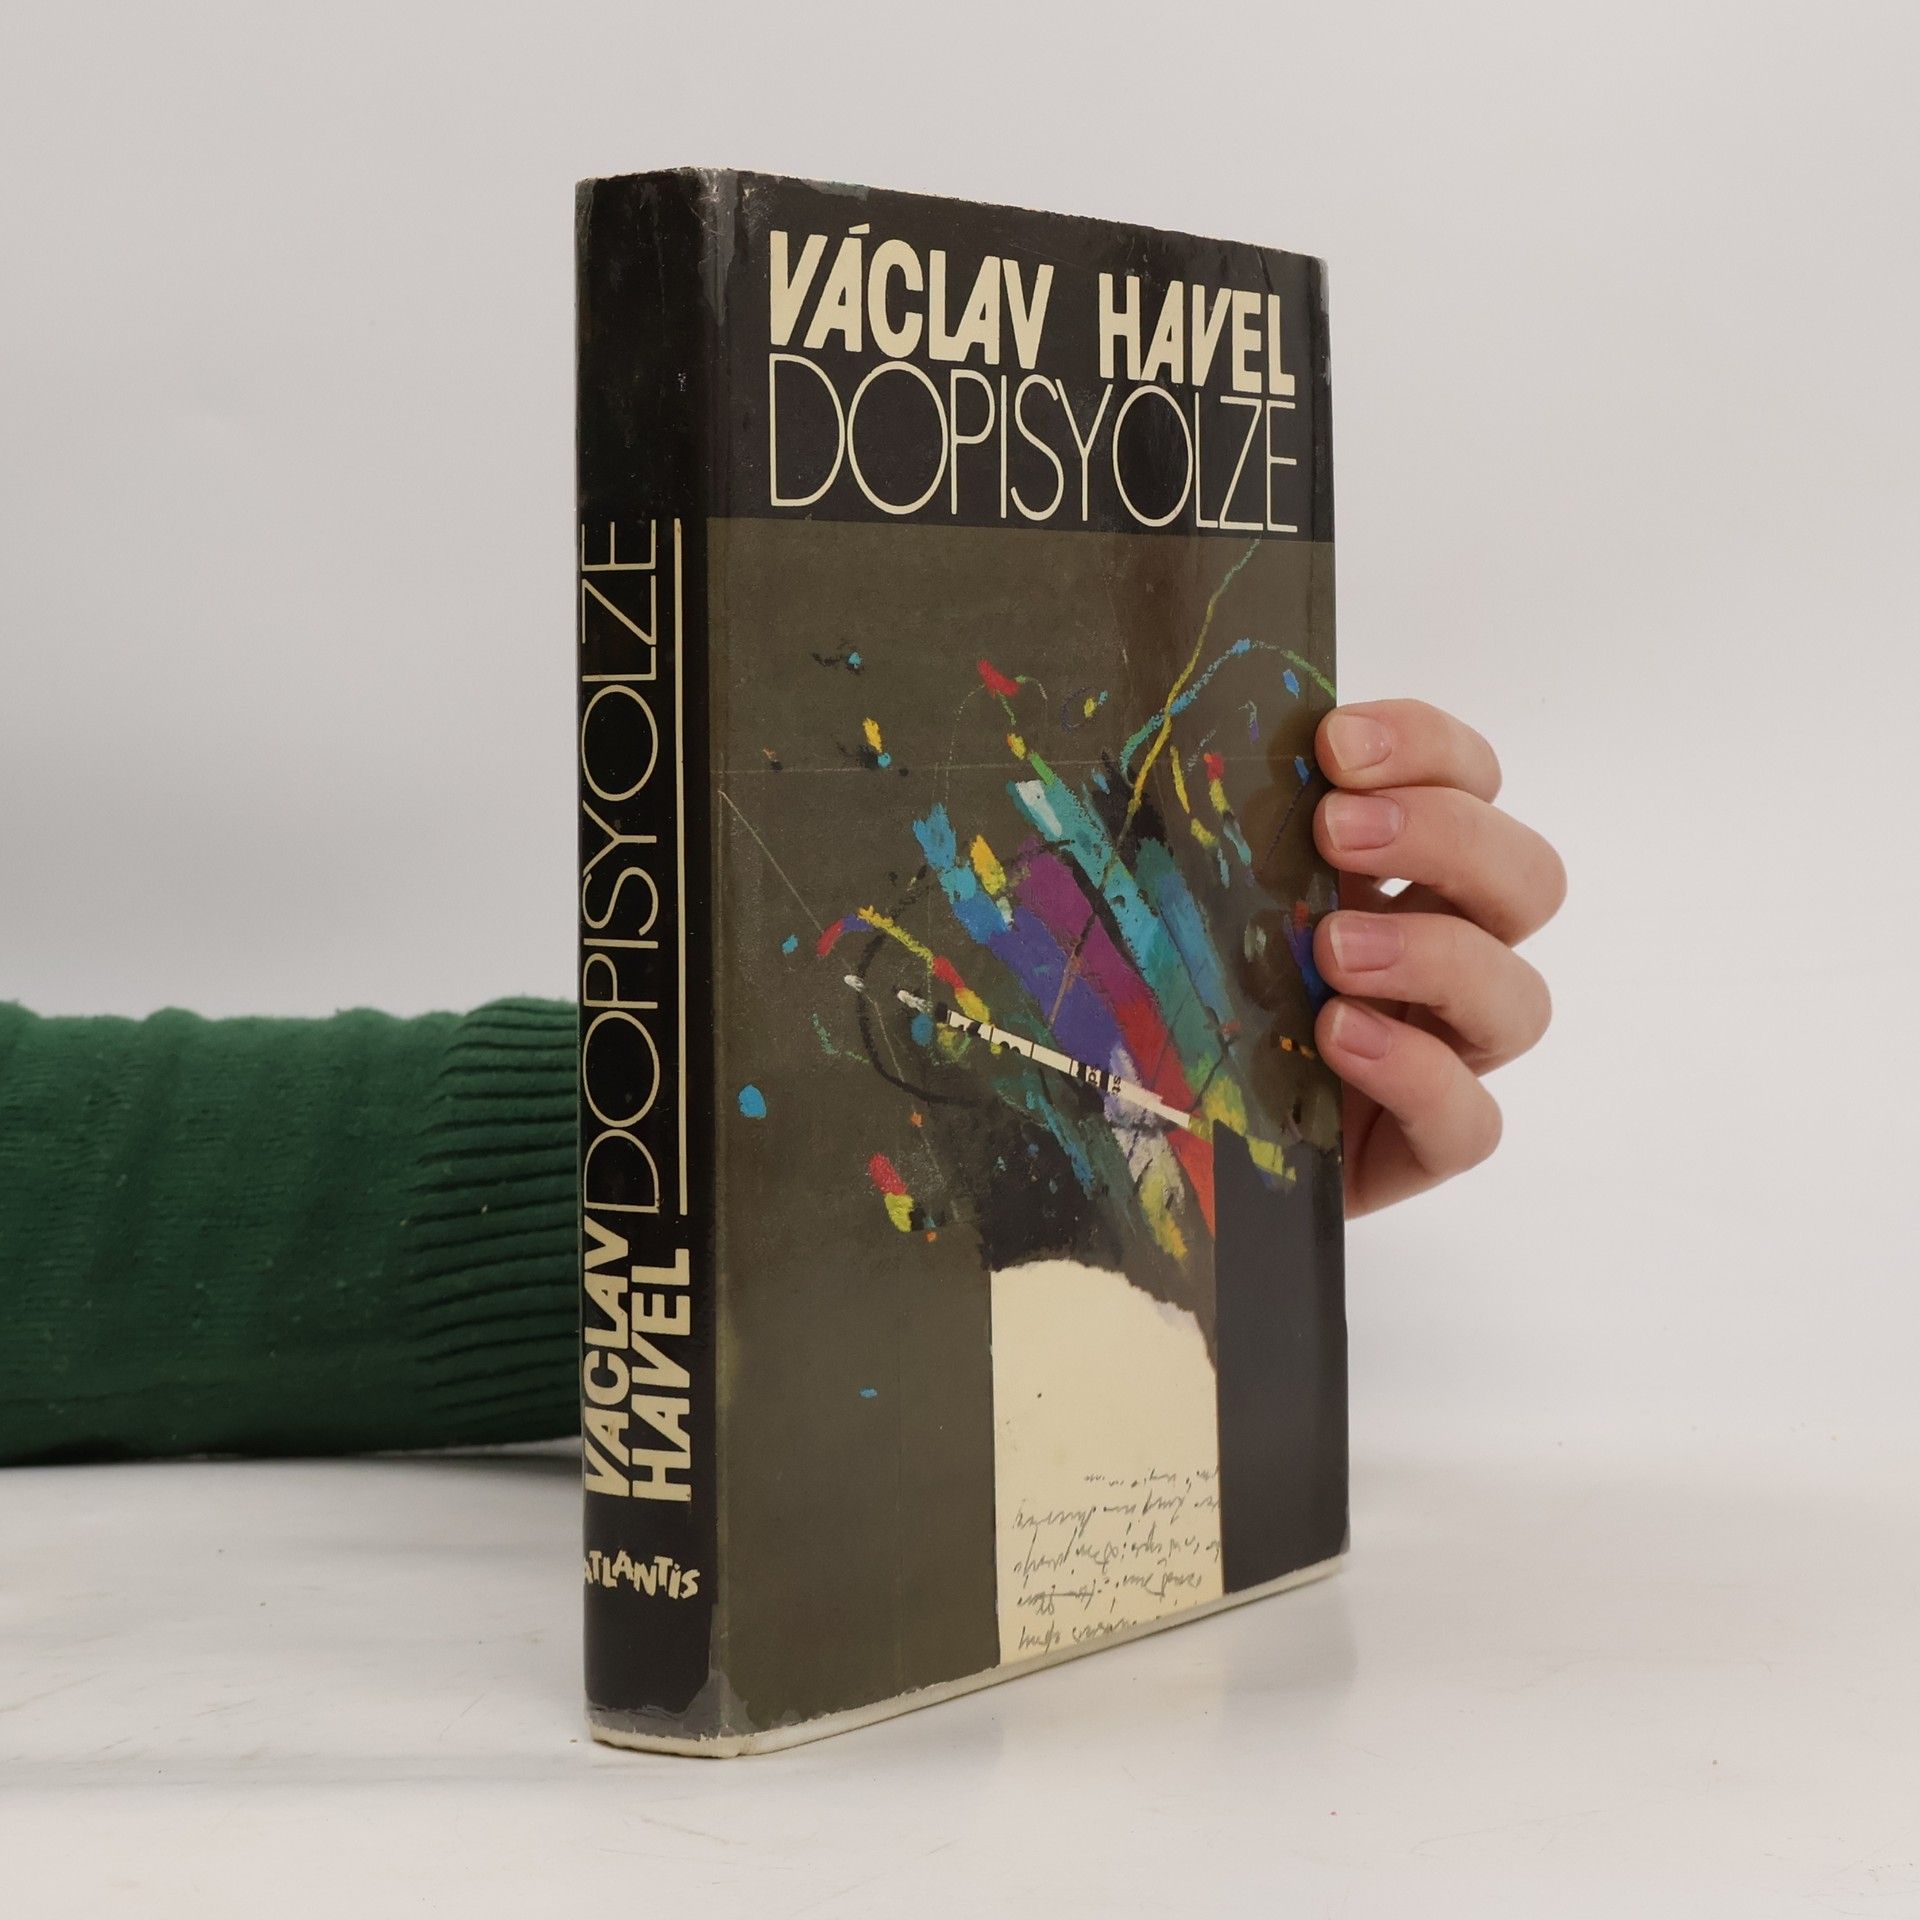 VÁCLAV HAVEL
DOPISY OLZE
VÁCLAV
HAVEL
DOPISY OLZE
ATLANTIS